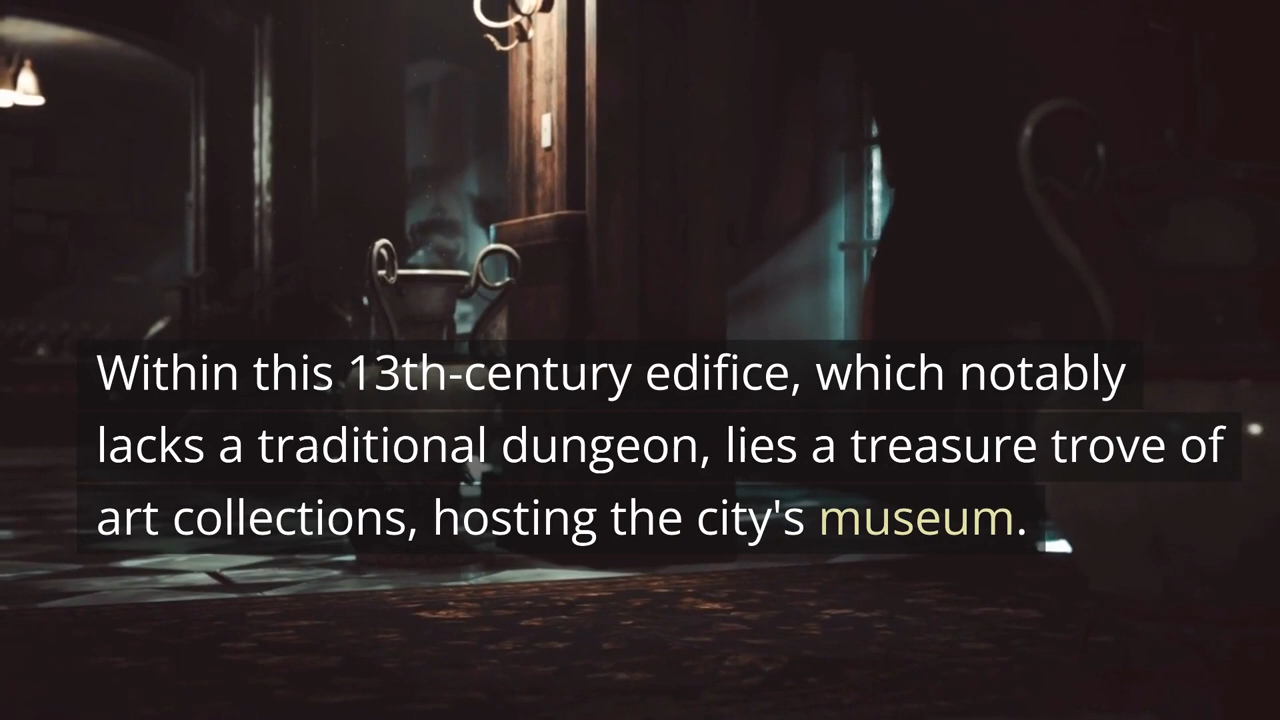 Within this 13th-century edifice, which notably
lacks a traditional dungeon, lies a treasure trove of
art collections, hosting the city's museum.